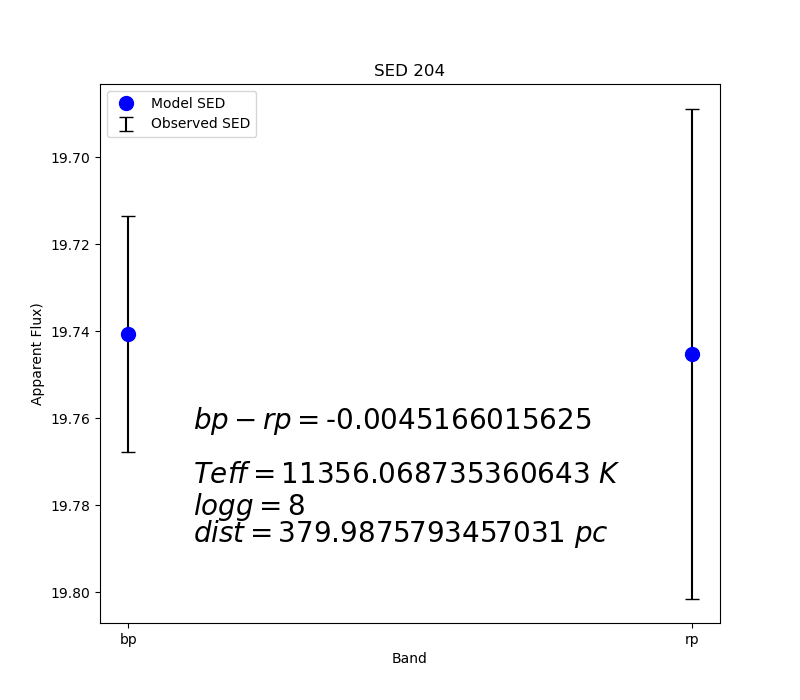 SED 204
Model SED
Observed SED
19.70
19.72
19.74
19.76
19.78
19.80
Apparent Flux)
bp − rp = -0.0045166015625
Teff = 11356.068735360643 K
logg = 8
dist = 379.9875793457031 pc
bp
rp
Band